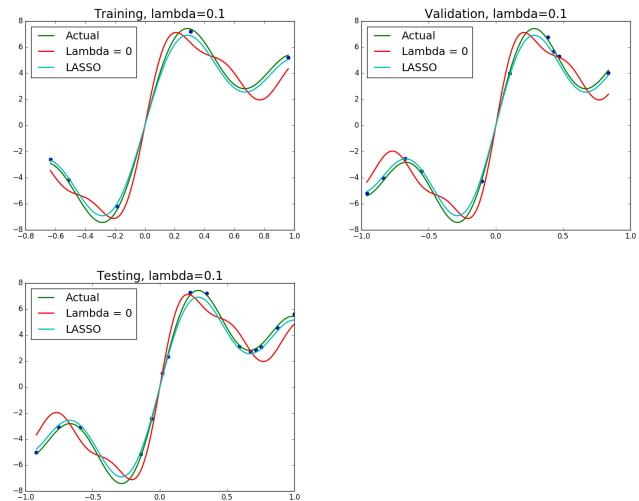 Training, lambda=0.1
Actual
Lambda = 0
LASSO
8
6
4
2
0
−2
−4
−6
−8
−0.8 −0.6 −0.4 −0.2 0.0 0.2 0.4 0.6 0.8 1.0
Validation, lambda=0.1
Actual
Lambda = 0
LASSO
8
6
4
2
0
−2
−4
−6
−8
−1.0 −0.5 0.0 0.5 1.0
Testing, lambda=0.1
Actual
Lambda = 0
LASSO
8
6
4
2
0
−2
−4
−6
−8
−1.0 −0.5 0.0 0.5 1.0